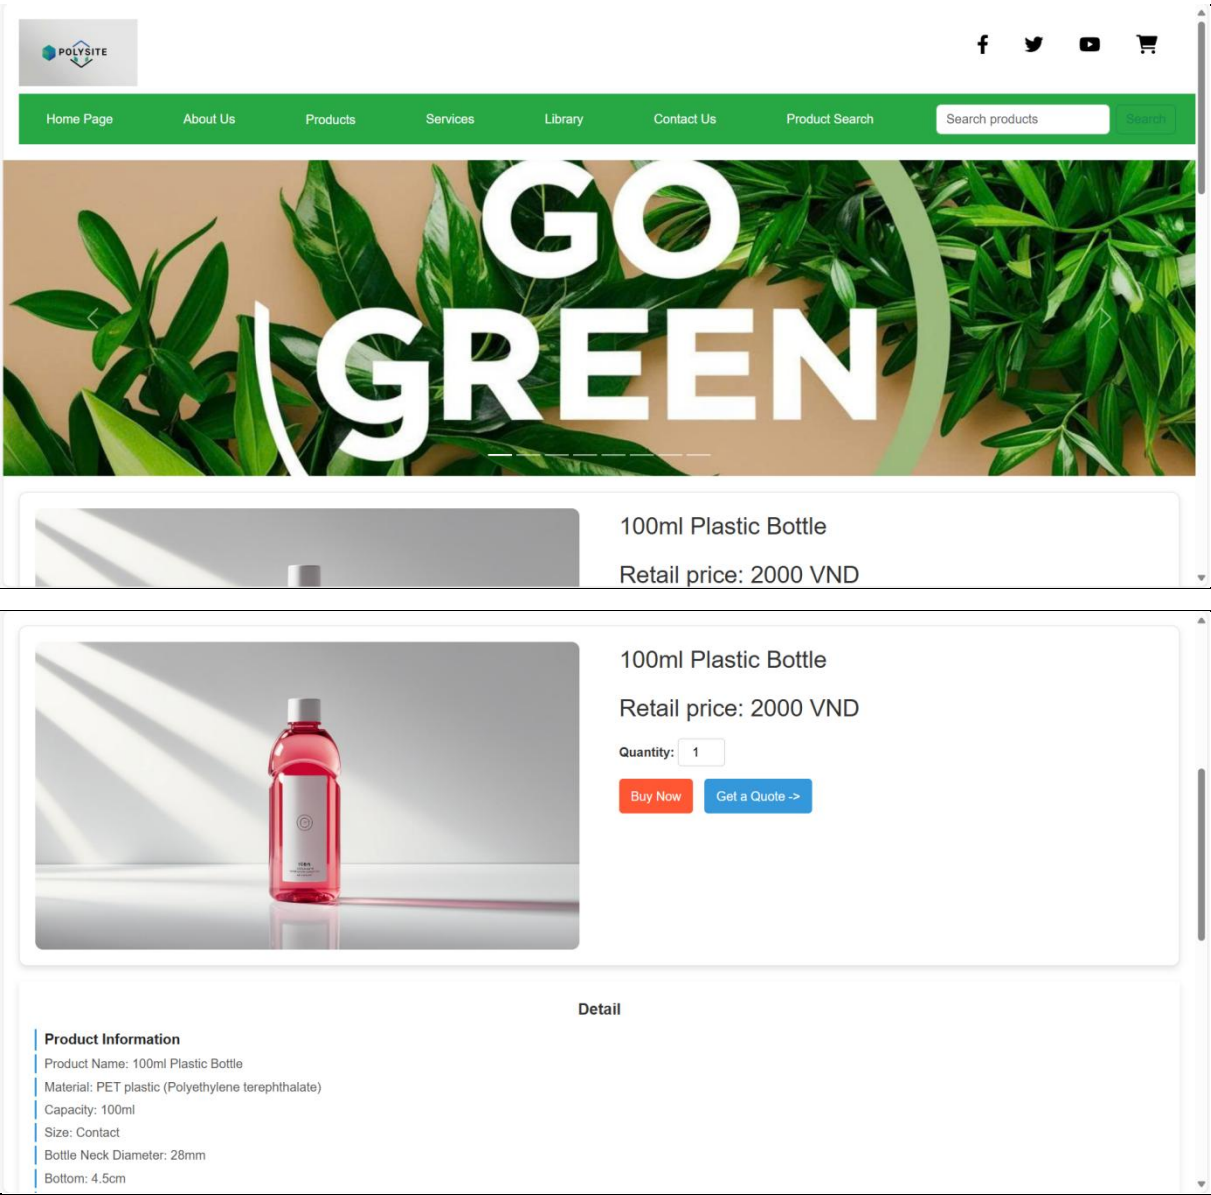 POLYSITE
Home Page About Us Products Services Library Contact Us Product Search Search products Search
GO
GREEN
100ml Plastic Bottle
Retail price: 2000 VND
100ml Plastic Bottle
Retail price: 2000 VND
Quantity: 1
Buy Now Get a Quote ->
Detail
Product Information
Product Name: 100ml Plastic Bottle
Material: PET plastic (Polyethylene terephthalate)
Capacity: 100ml
Size: Contact
Bottle Neck Diameter: 28mm
Bottom: 4.5cm